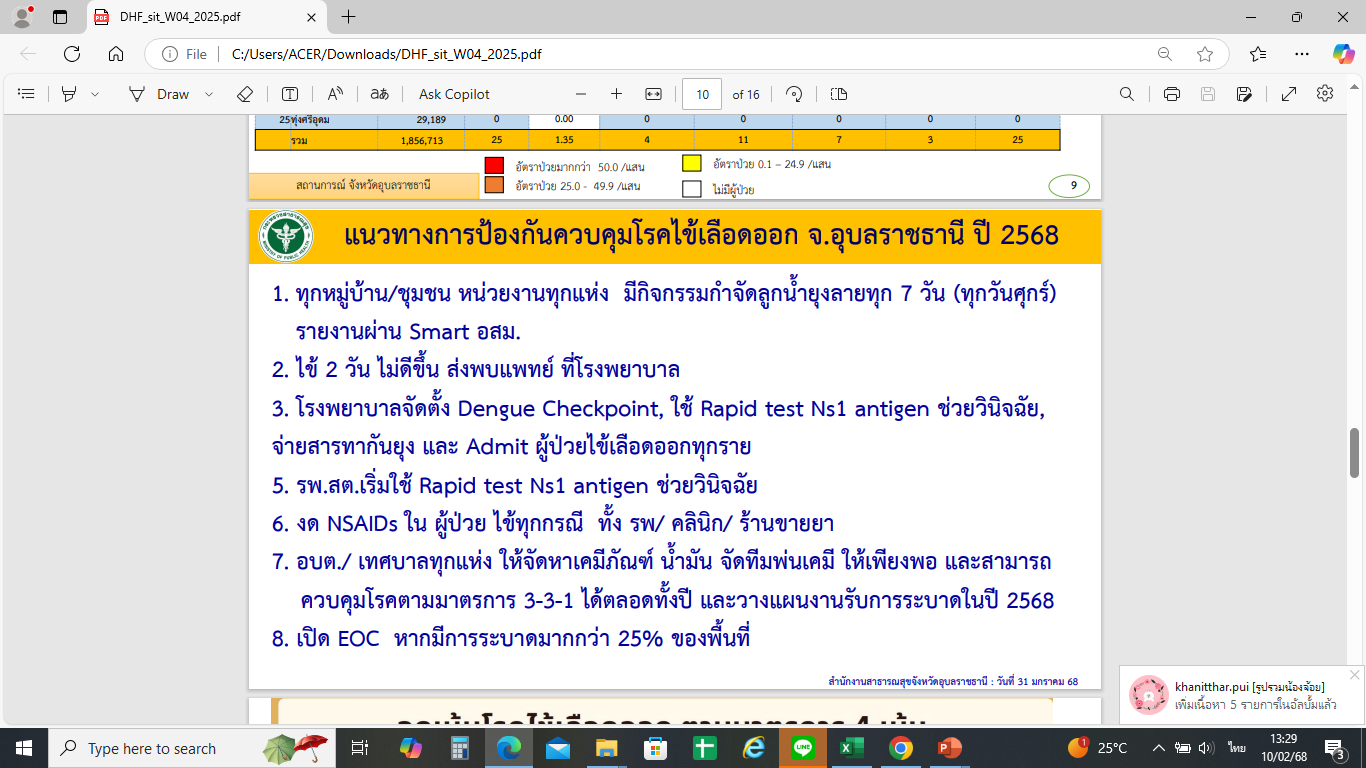 DHF_sit_W04_2025.pdf
File C:/Users/ACER/Downloads/DHF_sit_W04_2025.pdf
Draw Ask Copilot 10 of 16
25ทุ่งศรีอุดม 29,189 0 0.00 0 0 0 0 0
รวม 1,856,713 25 1.35 4 11 7 3 25
อัตราป่วยมากกว่า 50.0 /แสน อัตราป่วย 0.1 – 24.9 /แสน
สถานการณ์ จังหวัดอุบลราชธานี อัตราป่วย 25.0 - 49.9 /แสน ไม่มีผู้ป่วย 9
แนวทางการป้องกันควบคุมโรคไข้เลือดออก จ.อุบลราชธานี ปี 2568
1. ทุกหมู่บ้าน/ชุมชน หน่วยงานทุกแห่ง มีกิจกรรมกำจัดลูกน้ำยุงลายทุก 7 วัน (ทุกวันศุกร์)
รายงานผ่าน Smart อสม.
2. ไข้ 2 วัน ไม่ดีขึ้น ส่งพบแพทย์ ที่โรงพยาบาล
3. โรงพยาบาลจัดตั้ง Dengue Checkpoint, ใช้ Rapid test Ns1 antigen ช่วยวินิจฉัย,
จ่ายสารทากันยุง และ Admit ผู้ป่วยไข้เลือดออกทุกราย
5. รพ.สต.เริ่มใช้ Rapid test Ns1 antigen ช่วยวินิจฉัย
6. งด NSAIDs ใน ผู้ป่วย ไข้ทุกกรณี ทั้ง รพ/ คลินิก/ ร้านขายยา
7. อบต./ เทศบาลทุกแห่ง ให้จัดหาเคมีภัณฑ์ น้ำมัน จัดทีมพ่นเคมี ให้เพียงพอ และสามารถ
ควบคุมโรคตามมาตรการ 3-3-1 ได้ตลอดทั้งปี และวางแผนงานรับการระบาดในปี 2568
8. เปิด EOC หากมีการระบาดมากกว่า 25% ของพื้นที่
สำนักงานสาธารณสุขจังหวัดอุบลราชธานี : วันที่ 31 มกราคม 68
khanitthar.pui [รูปรวมน้องจ๋อย]
เพิ่มเนื้อหา 5 รายการในอัลบั้มแล้ว
Type here to search 25°C ไทย 13:29
10/02/68